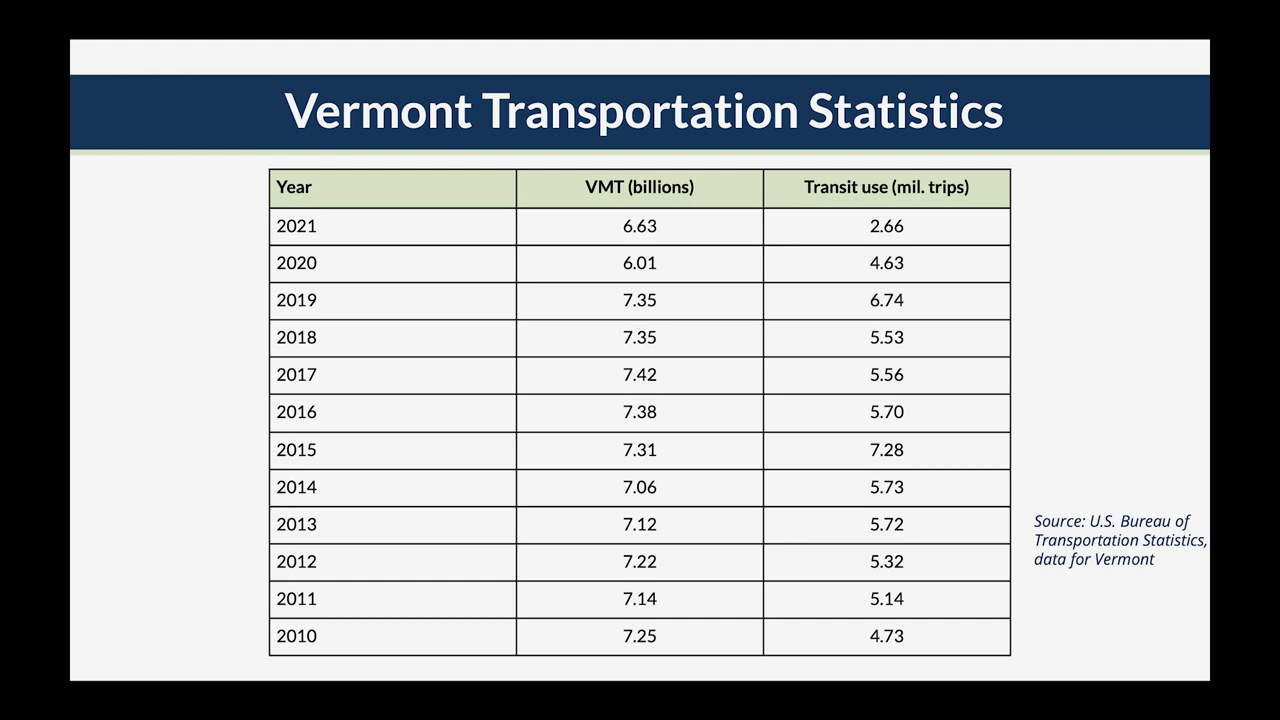 Vermont Transportation Statistics
Year VMT (billions) Transit use (mil. trips)
2021 6.63 2.66
2020 6.01 4.63
2019 7.35 6.74
2018 7.35 5.53
2017 7.42 5.56
2016 7.38 5.70
2015 7.31 7.28
2014 7.06 5.73
2013 7.12 5.72
2012 7.22 5.32
2011 7.14 5.14
2010 7.25 4.73
Source: U.S. Bureau of
Transportation Statistics,
data for Vermont